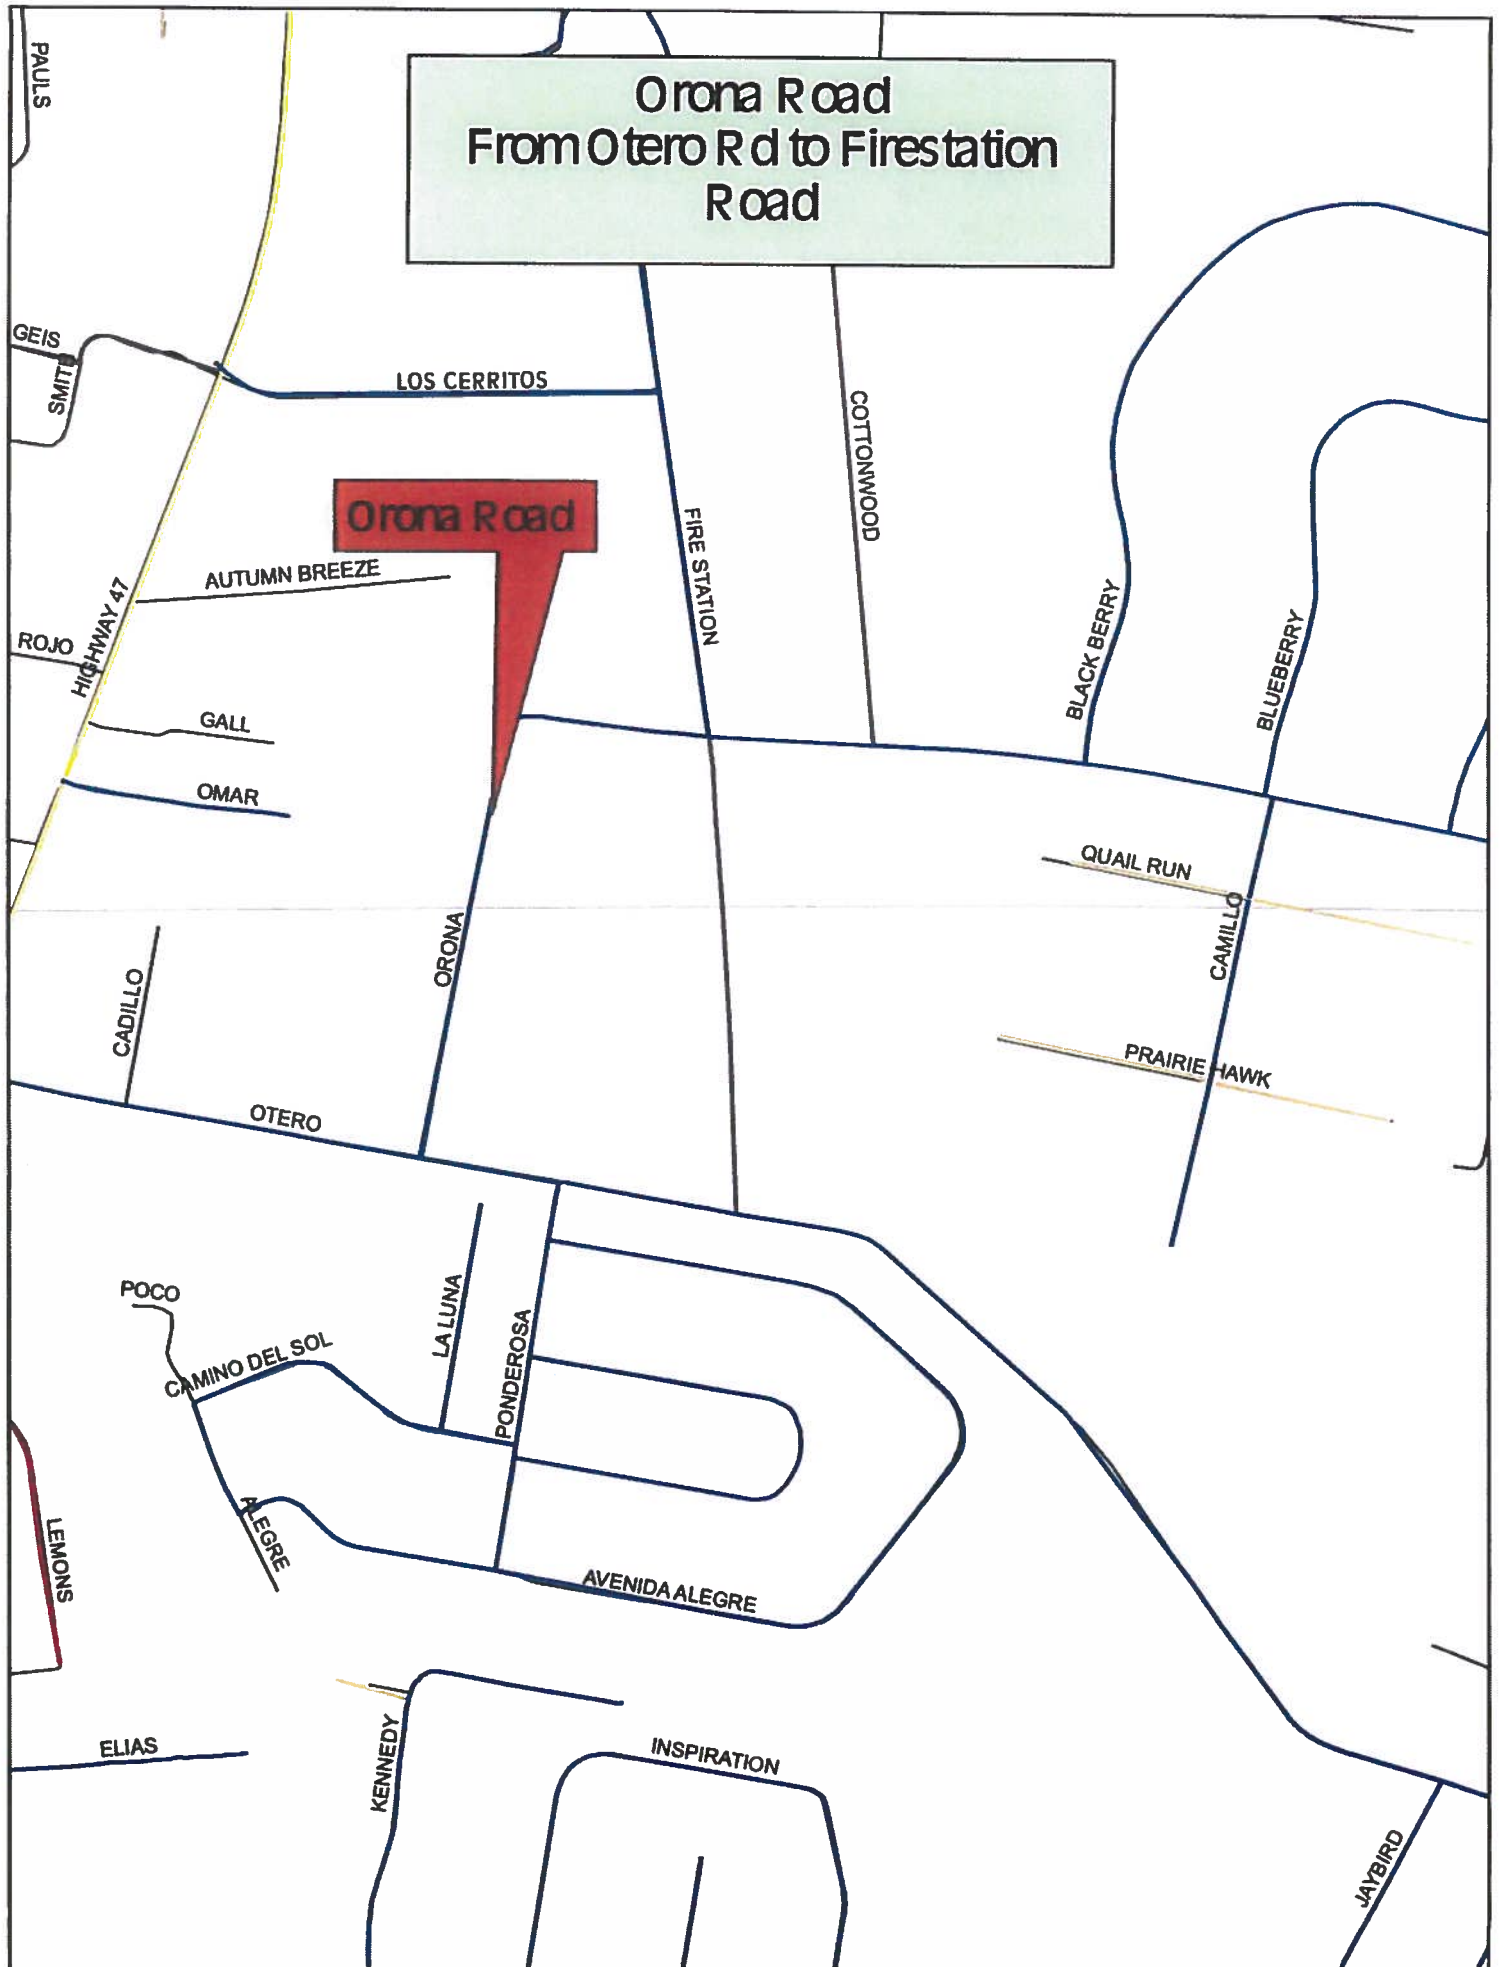 PAULS
Orona Road
From Otero Rd to Firestation
Road
GEIS
SMIT
LOS CERRITOS
COTTONWOOD
Orona Road
FIRE STATION
AUTUMN BREEZE
HIGHWAY 47
ROJO
BLACK BERRY
BLUEBERRY
GALL
OMAR
QUAIL RUN
CAMILLO
ORONA
CADILLO
PRAIRIE HAWK
OTERO
POCO
LA LUNA
PONDEROSA
CAMINO DEL SOL
ALEGRE
LEMONS
AVENIDA ALEGRE
KENNEDY
ELIAS
INSPIRATION
JAYBIRD